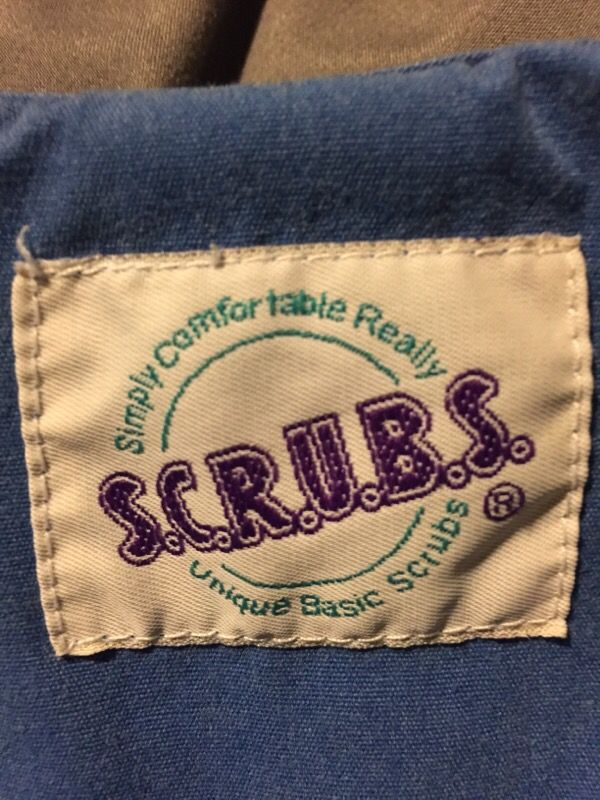 Simply Comfortable Really
S.C.R.U.B.S.®
Unique Basic Scrubs